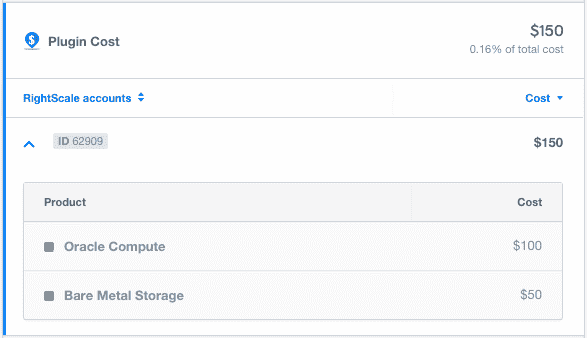 Plugin Cost
$150
0.16% of total cost
RightScale accounts
Cost
ID 62909
$150
Product
Cost
Oracle Compute
$100
Bare Metal Storage
$50